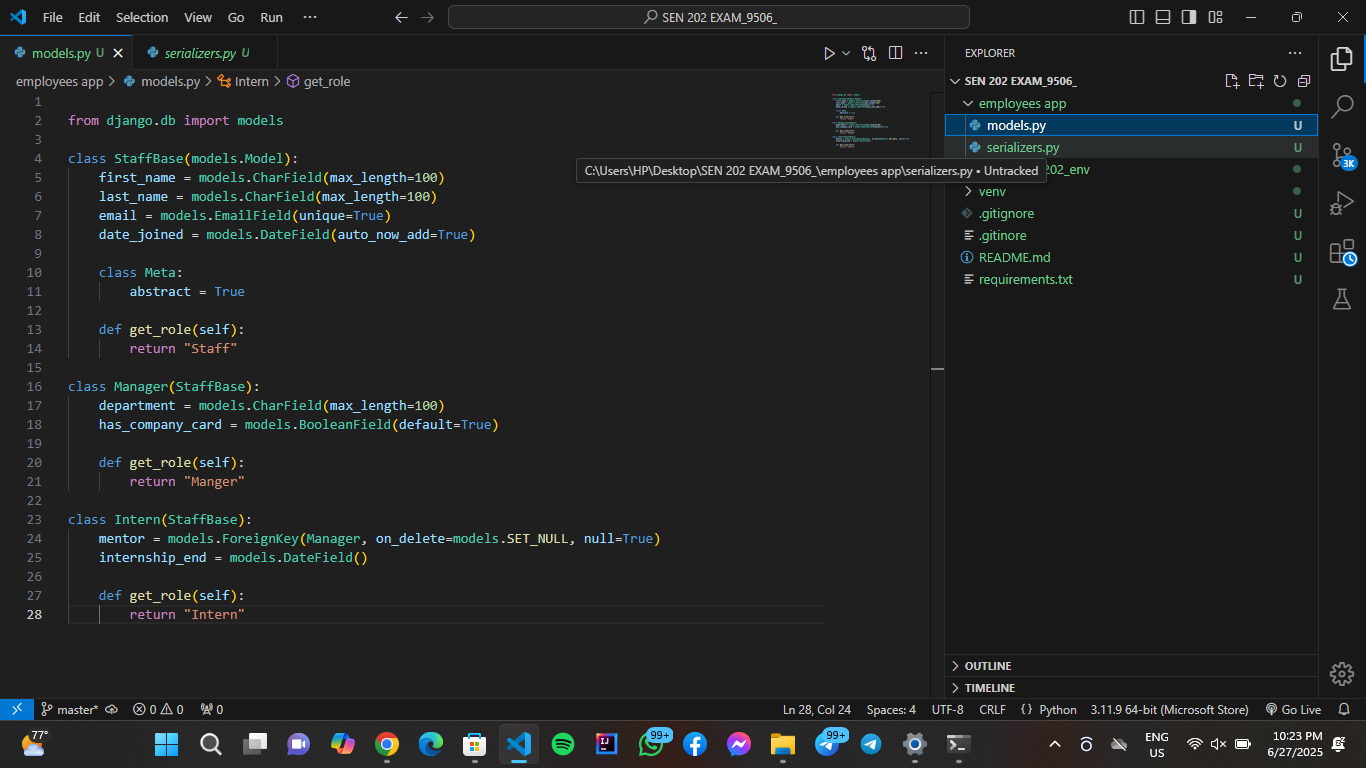 File Edit Selection View Go Run ··· SEN 202 EXAM_9506_
models.py U serializers.py U
employees app > models.py > Intern > get_role
1
2 from django.db import models
3
4 class StaffBase(models.Model):
5 first_name = models.CharField(max_length=100)
6 last_name = models.CharField(max_length=100)
7 email = models.EmailField(unique=True)
8 date_joined = models.DateField(auto_now_add=True)
9
10 class Meta:
11 abstract = True
12
13 def get_role(self):
14 return "Staff"
15
16 class Manager(StaffBase):
17 department = models.CharField(max_length=100)
18 has_company_card = models.BooleanField(default=True)
19
20 def get_role(self):
21 return "Manger"
22
23 class Intern(StaffBase):
24 mentor = models.ForeignKey(Manager, on_delete=models.SET_NULL, null=True)
25 internship_end = models.DateField()
26
27 def get_role(self):
28 return "Intern"
C:\Users\HP\Desktop\SEN 202 EXAM_9506_\employees app\serializers.py • Untracked
EXPLORER
SEN 202 EXAM_9506_
employees app
models.py U
serializers.py U
202_env
venv
.gitignore U
.gitinore U
README.md U
requirements.txt U
OUTLINE
TIMELINE
3K
master* 0 0 0 Ln 28, Col 24 Spaces: 4 UTF-8 CRLF {} Python 3.11.9 64-bit (Microsoft Store) Go Live
77° 99+ 99+ ENG US 10:23 PM 6/27/2025